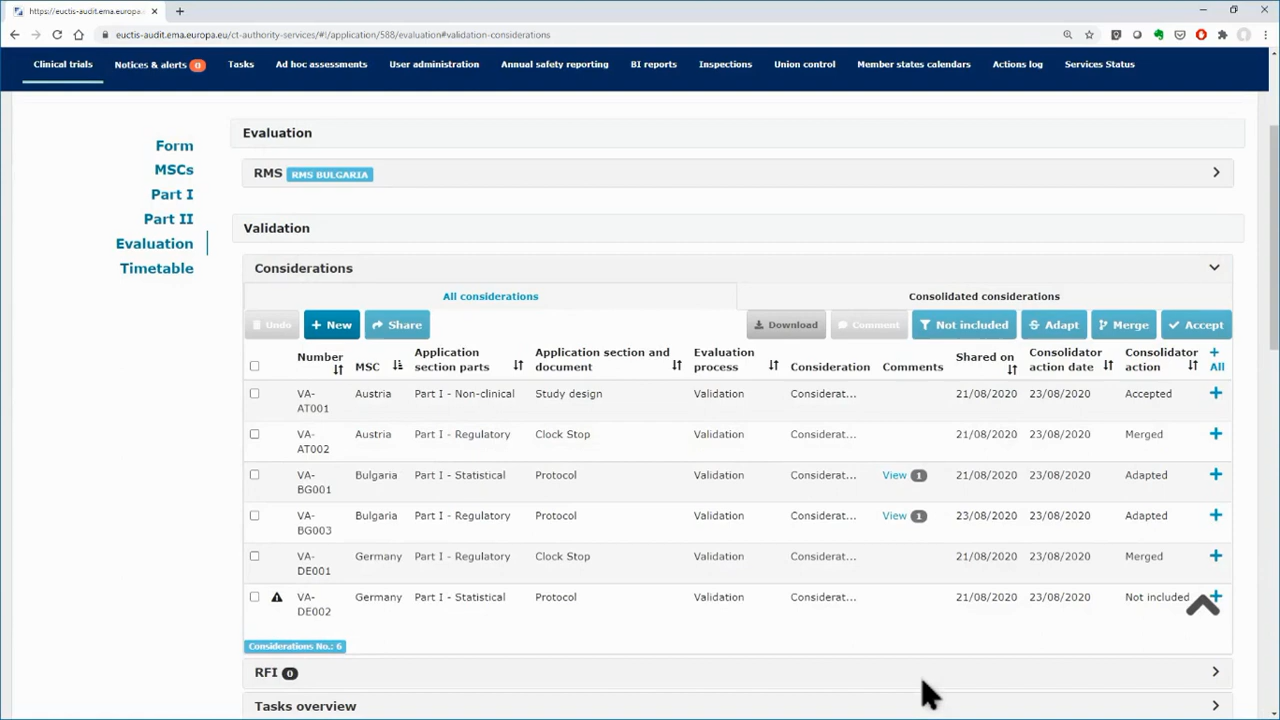 https://euctis-audit.ema.europa.
euctis-audit.ema.europa.eu/ct-authority-services/#!/application/588/evaluation#validation-considerations
Clinical trials Notices & alerts 0 Tasks Ad hoc assessments User administration Annual safety reporting BI reports Inspections Union control Member states calendars Actions log Services Status
Form
MSCs
Part I
Part II
Evaluation
Timetable
Evaluation
RMS RMS BULGARIA
Validation
Considerations
All considerations Consolidated considerations
Undo + New Share Download Comment Not included Adapt Merge Accept
Number MSC Application section parts Application section and document Evaluation process Consideration Comments Shared on Consolidator action date Consolidator action + All
VA-AT001 Austria Part I - Non-clinical Study design Validation Considerat... 21/08/2020 23/08/2020 Accepted +
VA-AT002 Austria Part I - Regulatory Clock Stop Validation Considerat... 21/08/2020 23/08/2020 Merged +
VA-BG001 Bulgaria Part I - Statistical Protocol Validation Considerat... View 1 21/08/2020 23/08/2020 Adapted +
VA-BG003 Bulgaria Part I - Regulatory Protocol Validation Considerat... View 1 23/08/2020 23/08/2020 Adapted +
VA-DE001 Germany Part I - Regulatory Clock Stop Validation Considerat... 21/08/2020 23/08/2020 Merged +
VA-DE002 Germany Part I - Statistical Protocol Validation Considerat... 21/08/2020 23/08/2020 Not included +
Considerations No.: 6
RFI 0
Tasks overview